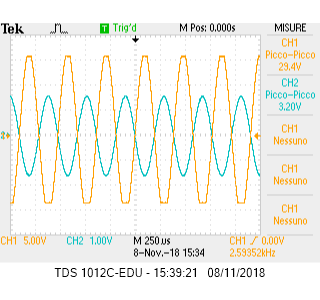 Tek Trig'd M Pos: 0.000s MISURE
CH1
Picco-Picco
29.4V
CH2
Picco-Picco
3.20V
CH1
Nessuno
CH1
Nessuno
CH1
Nessuno
2
CH1 5.00V CH2 1.00V M 250µs CH1 / 0.00V
8-Nov-18 15:34 2.59352kHz
TDS 1012C-EDU - 15:39:21 08/11/2018